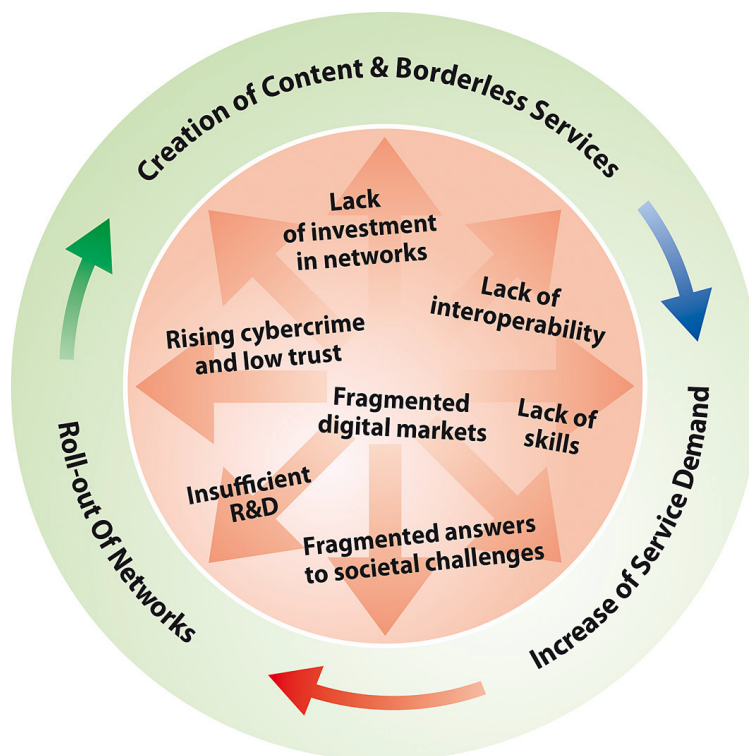 Creation of Content & Borderless Services
Lack
of investment
in networks
Lack of
interoperability
Rising cybercrime
and low trust
Fragmented
digital markets
Lack of
skills
Insufficient
R&D
Fragmented answers
to societal challenges
Increase of Service Demand
Roll-out Of Networks